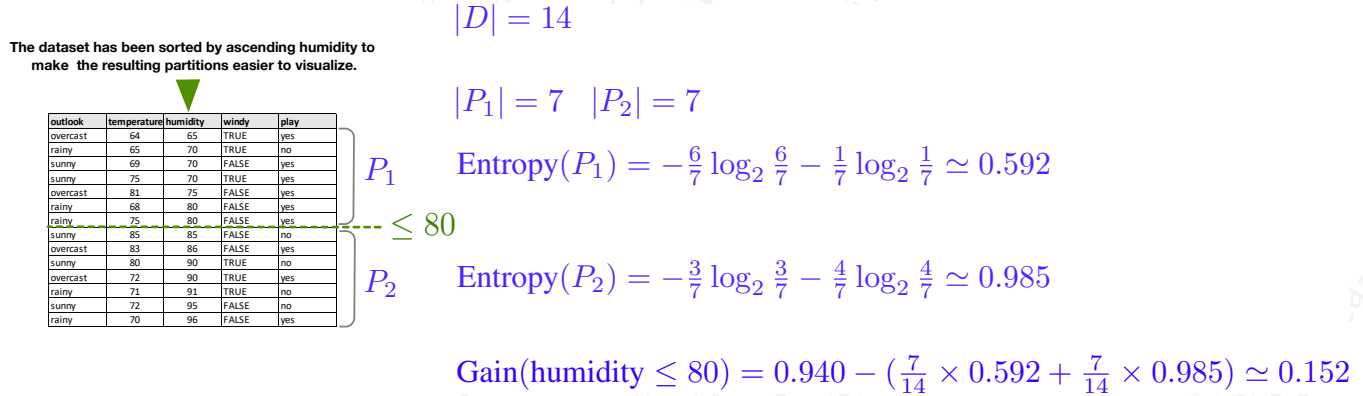 |D| = 14
The dataset has been sorted by ascending humidity to
make the resulting partitions easier to visualize.
|P₁| = 7 |P₂| = 7
outlook temperature humidity windy play
overcast 64 65 TRUE yes
rainy 65 70 TRUE no
sunny 69 70 FALSE yes
sunny 75 70 TRUE yes
overcast 81 75 FALSE yes
rainy 68 80 FALSE yes
rainy 75 80 FALSE yes
P₁
Entropy(P₁) = −6/7 log₂ 6/7 − 1/7 log₂ 1/7 ≃ 0.592
≤ 80
sunny 85 85 FALSE no
overcast 83 86 FALSE yes
sunny 80 90 TRUE no
overcast 72 90 TRUE yes
rainy 71 91 TRUE no
sunny 72 95 FALSE no
rainy 70 96 FALSE yes
P₂
Entropy(P₂) = −3/7 log₂ 3/7 − 4/7 log₂ 4/7 ≃ 0.985
Gain(humidity ≤ 80) = 0.940 − (7/14 × 0.592 + 7/14 × 0.985) ≃ 0.152